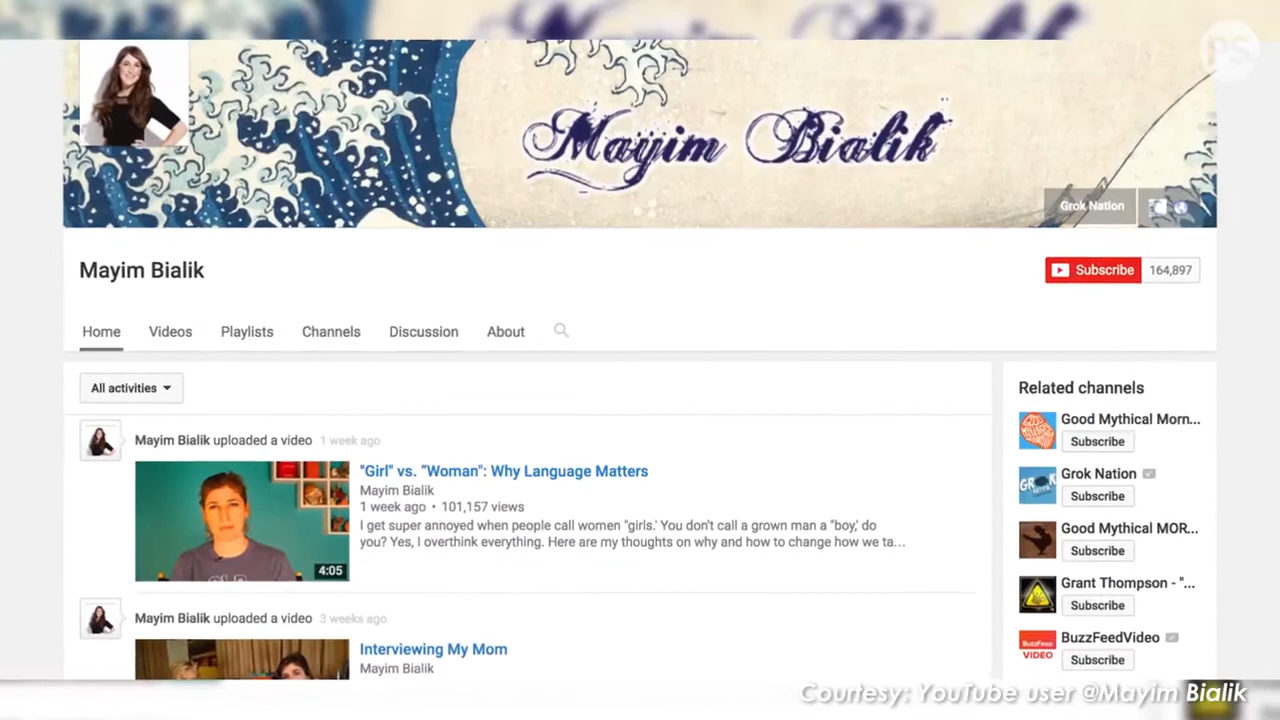 PS
Mayim Bialik
Grok Nation
Mayim Bialik
Subscribe 164,897
Home Videos Playlists Channels Discussion About
All activities
Mayim Bialik uploaded a video 1 week ago
"Girl" vs. "Woman": Why Language Matters
Mayim Bialik
1 week ago • 101,157 views
I get super annoyed when people call women "girls.' You don't call a grown man a "boy,' do
you? Yes, I overthink everything. Here are my thoughts on why and how to change how we ta...
4:05
Mayim Bialik uploaded a video 3 weeks ago
Interviewing My Mom
Mayim Bialik
Related channels
Good Mythical Morn...
Subscribe
Grok Nation
Subscribe
Good Mythical MOR...
Subscribe
Grant Thompson - "...
Subscribe
BuzzFeed
VIDEO
BuzzFeedVideo
Subscribe
Courtesy: YouTube user @Mayim Bialik